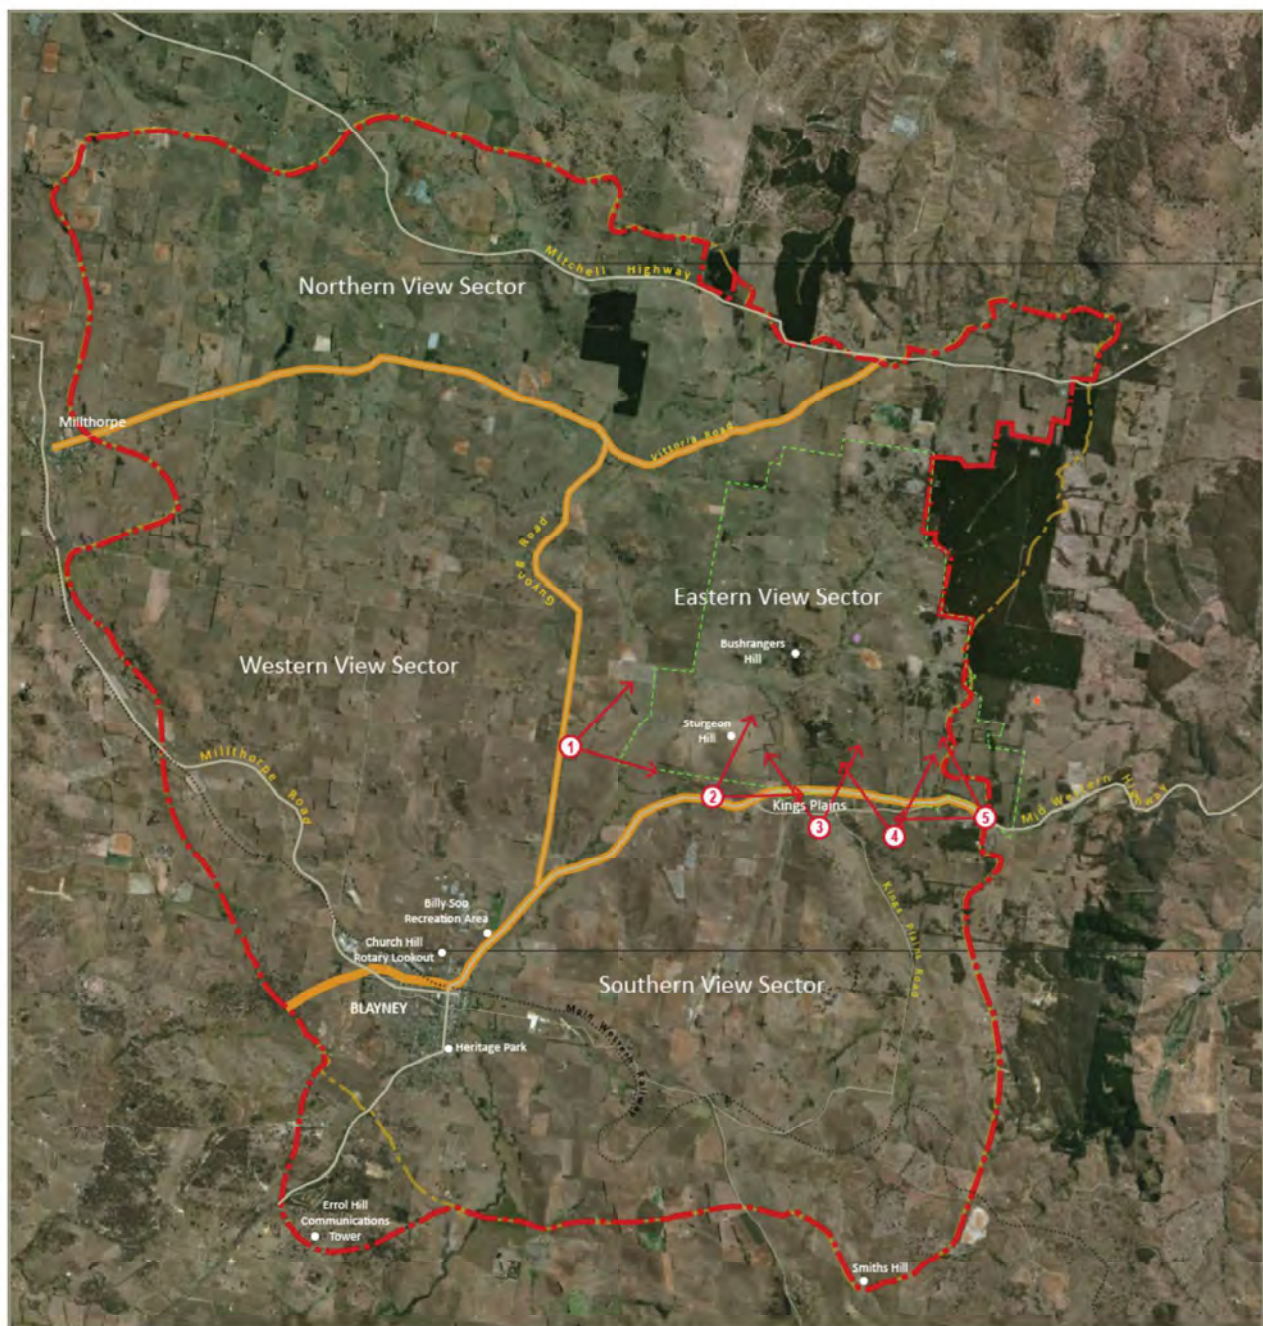 Mitchell Highway
Northern View Sector
Millthorpe
Vittoria Road
Guyong Road
Eastern View Sector
Bushrangers
Hill
Western View Sector
Sturgeon
Hill
1
Millthorpe Road
2
Kings Plains
3
4
5
Mid Western Highway
Kings Plains Road
Billy Soo
Recreation Area
Church Hill
Rotary Lookout
Southern View Sector
BLAYNEY
Main Western Railway
Heritage Park
Errol Hill
Communications
Tower
Smiths Hill